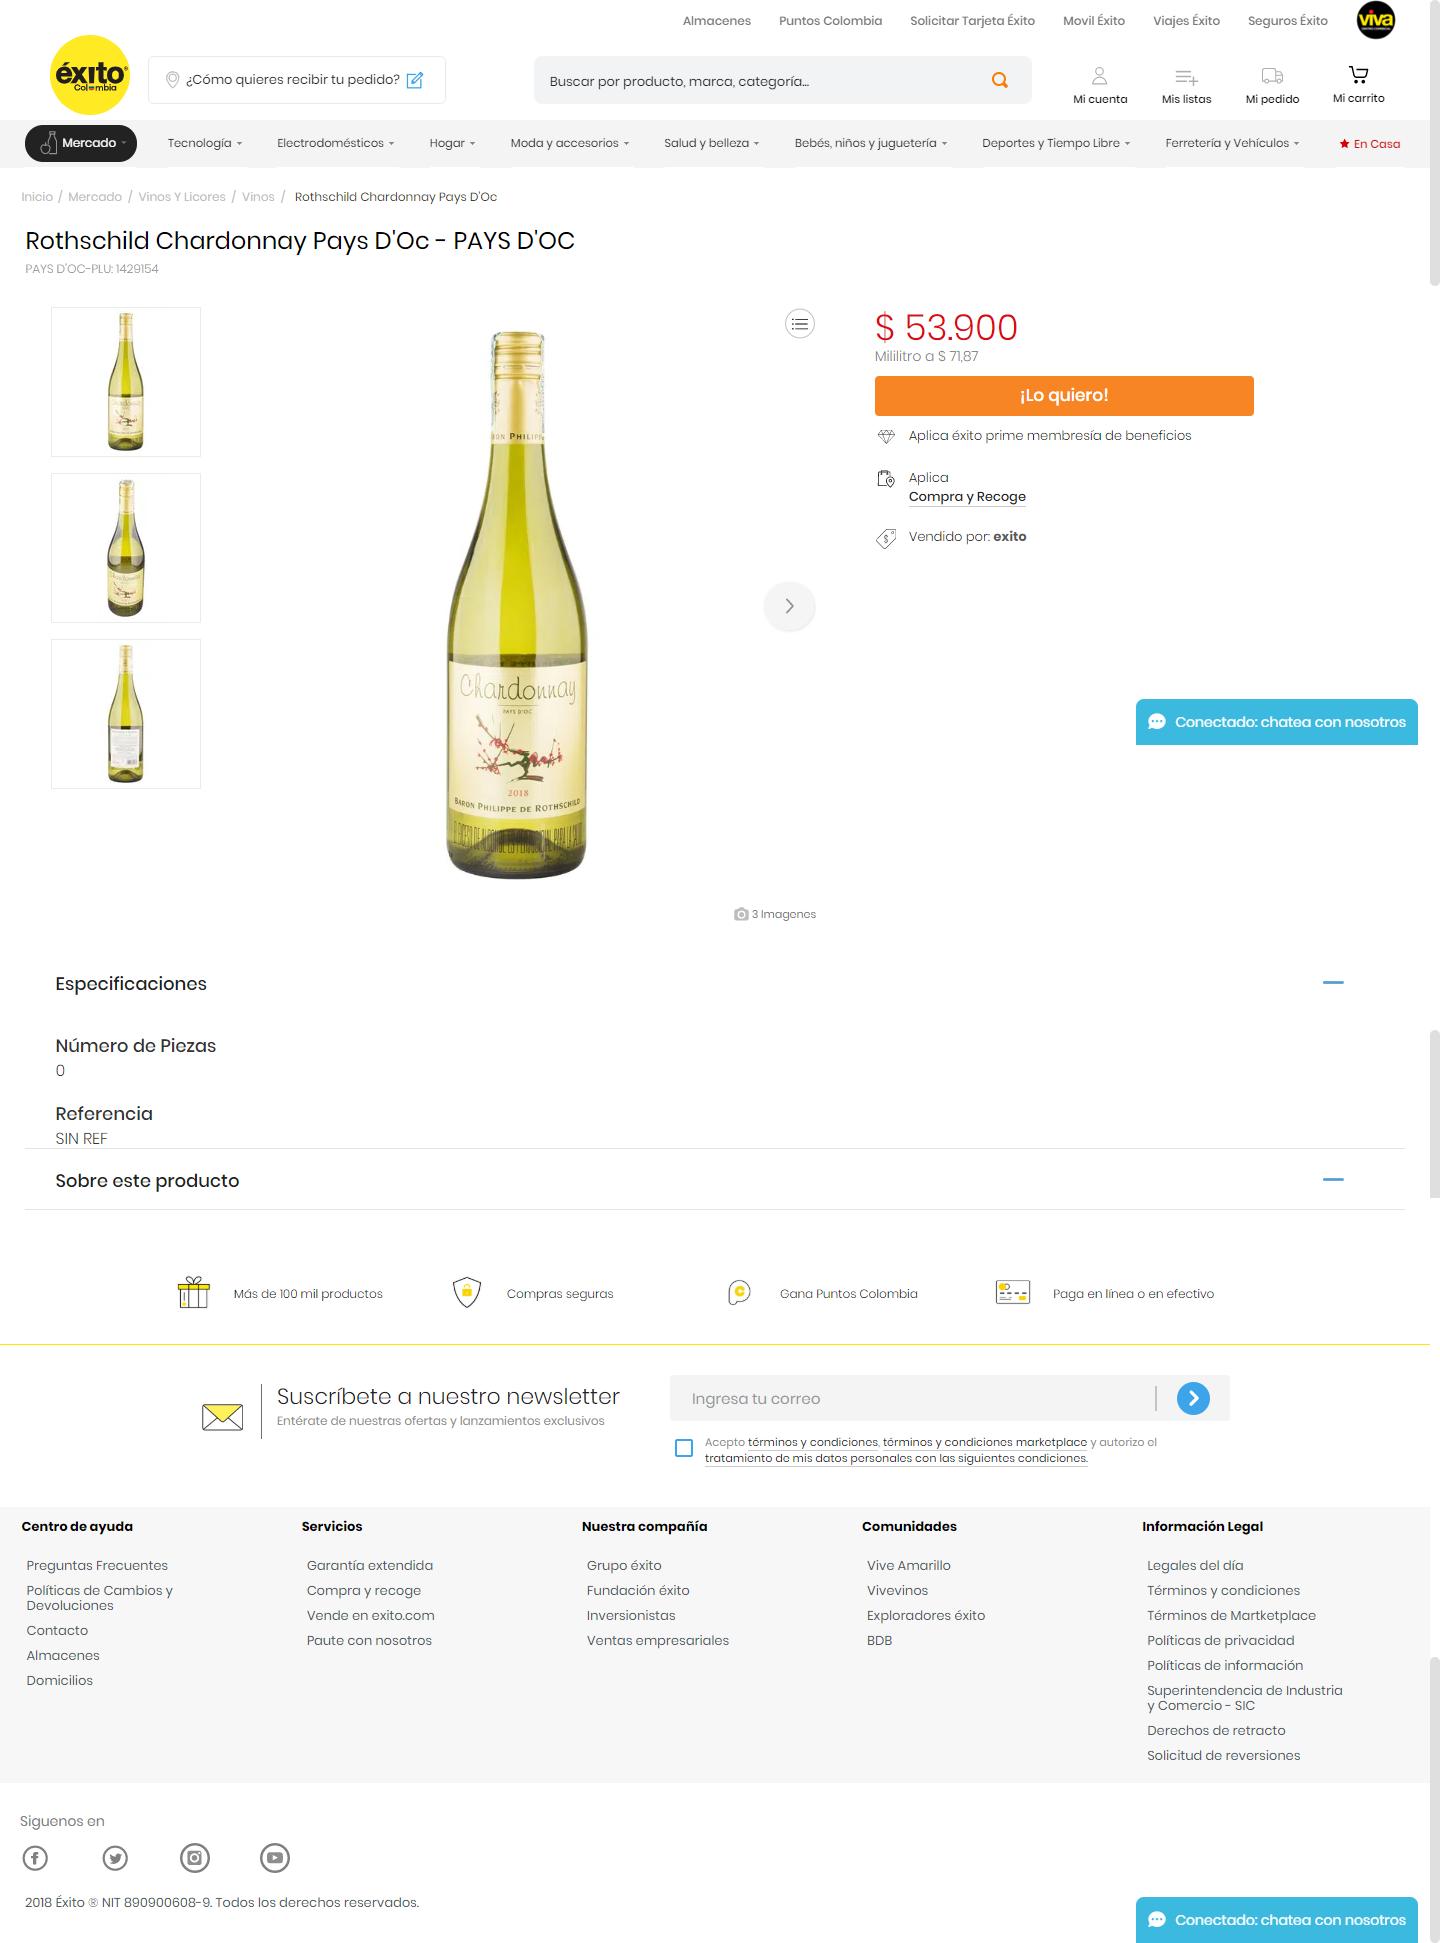 Almacenes
Puntos Colombia
Solicitar Tarjeta Éxito
Movil Éxito
Viajes Éxito
Seguros Éxito
viva
éxito
Colombia
¿Cómo quieres recibir tu pedido?
Buscar por producto, marca, categoría...
Mi cuenta
Mis listas
Mi pedido
Mi carrito
Mercado
Tecnología
Electrodomésticos
Hogar
Moda y accesorios
Salud y belleza
Bebés, niños y juguetería
Deportes y Tiempo Libre
Ferretería y Vehículos
En Casa
Inicio / Mercado / Vinos Y Licores / Vinos / Rothschild Chardonnay Pays D'Oc
Rothschild Chardonnay Pays D'Oc - PAYS D'OC
PAYS D'OC-PLU: 1429154
Chardonnay
PAYS D'OC
2018
BARON PHILIPPE DE ROTHSCHILD
$ 53.900
Mililitro a $ 71,87
¡Lo quiero!
Aplica éxito prime membresía de beneficios
Aplica
Compra y Recoge
Vendido por: exito
Conectado: chatea con nosotros
3 Imagenes
Especificaciones
Número de Piezas
0
Referencia
SIN REF
Sobre este producto
Más de 100 mil productos
Compras seguras
Gana Puntos Colombia
Paga en línea o en efectivo
Suscríbete a nuestro newsletter
Entérate de nuestras ofertas y lanzamientos exclusivos
Ingresa tu correo
Acepto términos y condiciones, términos y condiciones marketplace y autorizo el
tratamiento de mis datos personales con las siguientes condiciones.
Centro de ayuda
Preguntas Frecuentes
Políticas de Cambios y
Devoluciones
Contacto
Almacenes
Domicilios
Servicios
Garantía extendida
Compra y recoge
Vende en exito.com
Paute con nosotros
Nuestra compañía
Grupo éxito
Fundación éxito
Inversionistas
Ventas empresariales
Comunidades
Vive Amarillo
Vivevinos
Exploradores éxito
BDB
Información Legal
Legales del día
Términos y condiciones
Términos de Martketplace
Políticas de privacidad
Políticas de información
Superintendencia de Industria
y Comercio - SIC
Derechos de retracto
Solicitud de reversiones
Siguenos en
2018 Éxito ® NIT 890900608-9. Todos los derechos reservados.
Conectado: chatea con nosotros